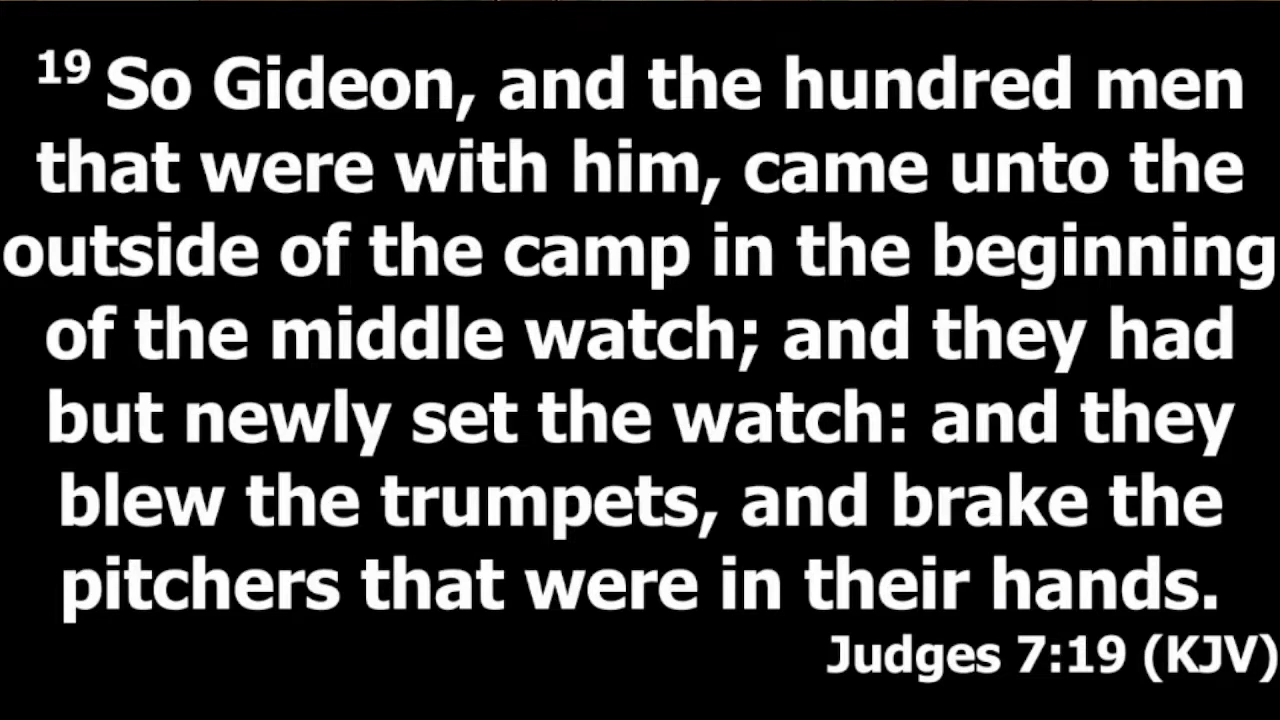 19 So Gideon, and the hundred men
that were with him, came unto the
outside of the camp in the beginning
of the middle watch; and they had
but newly set the watch: and they
blew the trumpets, and brake the
pitchers that were in their hands.
Judges 7:19 (KJV)